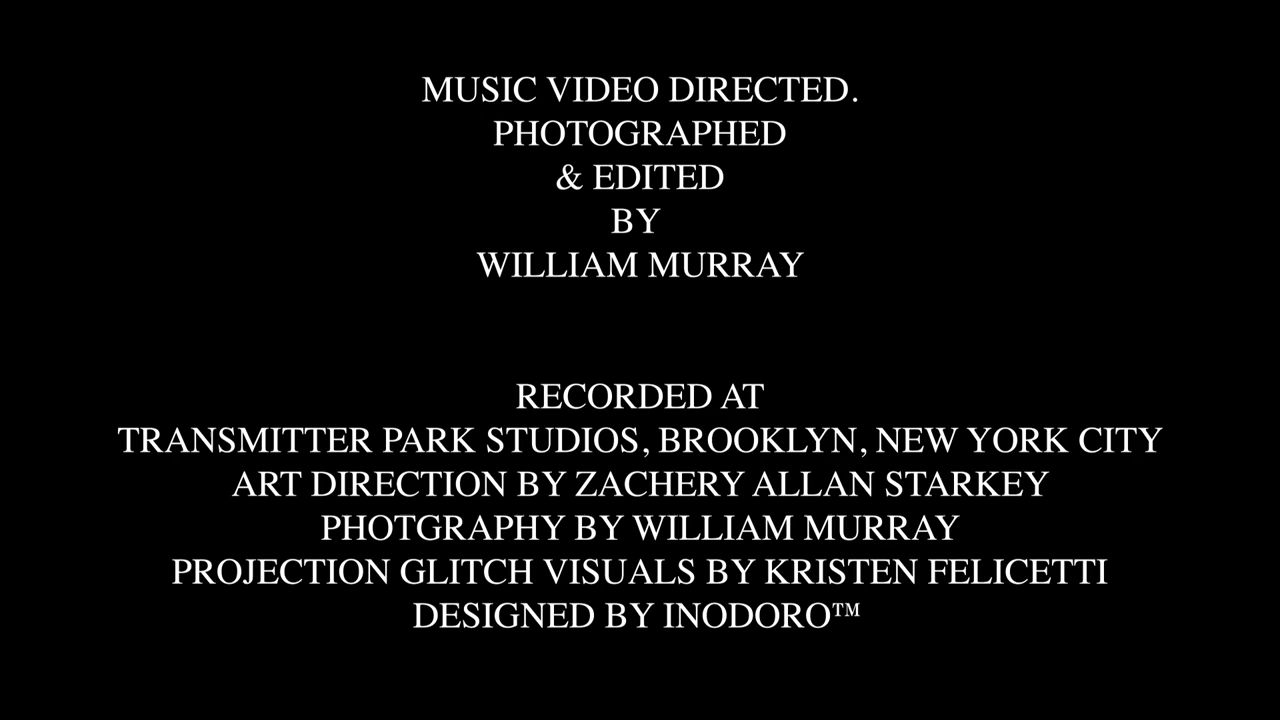 MUSIC VIDEO DIRECTED.
PHOTOGRAPHED
& EDITED
BY
WILLIAM MURRAY
RECORDED AT
TRANSMITTER PARK STUDIOS, BROOKLYN, NEW YORK CITY
ART DIRECTION BY ZACHERY ALLAN STARKEY
PHOTGRAPHY BY WILLIAM MURRAY
PROJECTION GLITCH VISUALS BY KRISTEN FELICETTI
DESIGNED BY INODORO™